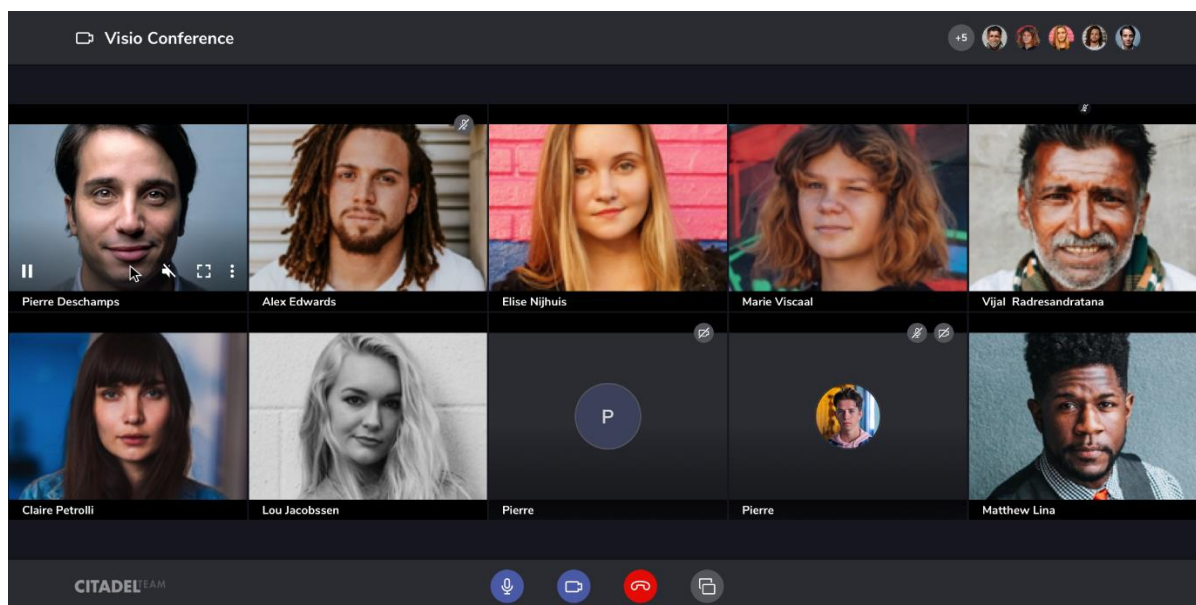 Visio Conference
+5
Pierre Deschamps
Alex Edwards
Elise Nijhuis
Marie Viscaal
Vijal Radresandratana
P
Claire Petrolli
Lou Jacobssen
Pierre
Pierre
Matthew Lina
CITADELTEAM